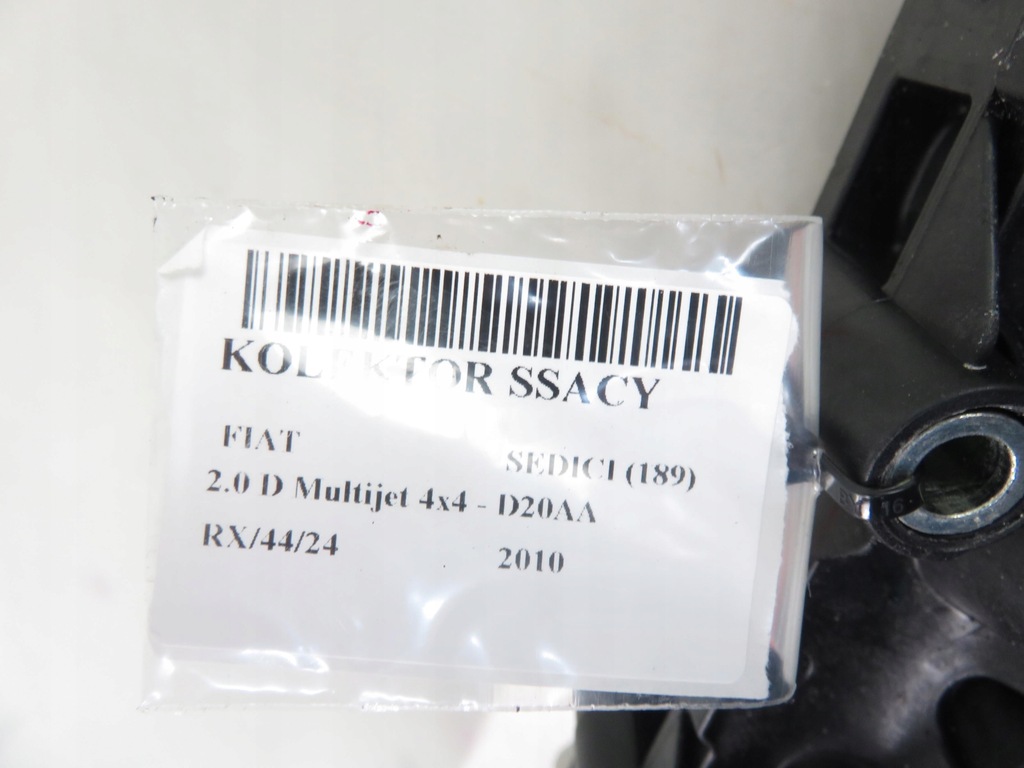 KOLEKTOR SSACY
FIAT SEDICI (189)
2.0 D Multijet 4x4 - D20AA
RX/44/24 2010